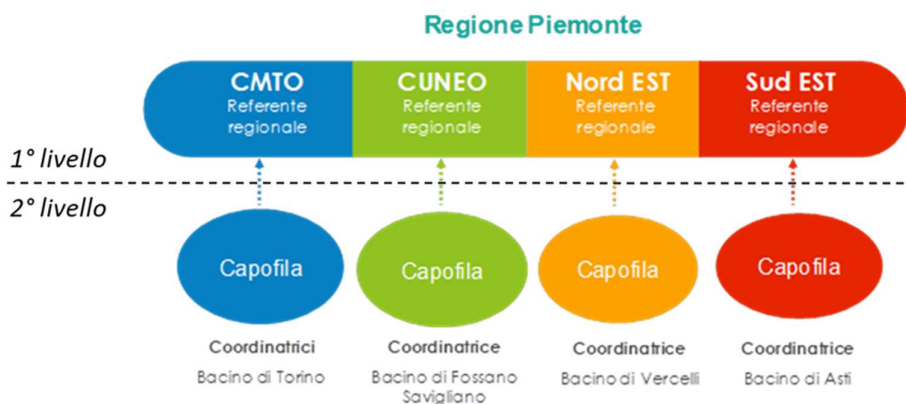 Regione Piemonte
CMTO
Referente
regionale
CUNEO
Referente
regionale
Nord EST
Referente
regionale
Sud EST
Referente
regionale
1° livello
2° livello
Capofila
Capofila
Capofila
Capofila
Coordinatrici
Bacino di Torino
Coordinatrice
Bacino di Fossano
Savigliano
Coordinatrice
Bacino di Vercelli
Coordinatrice
Bacino di Asti